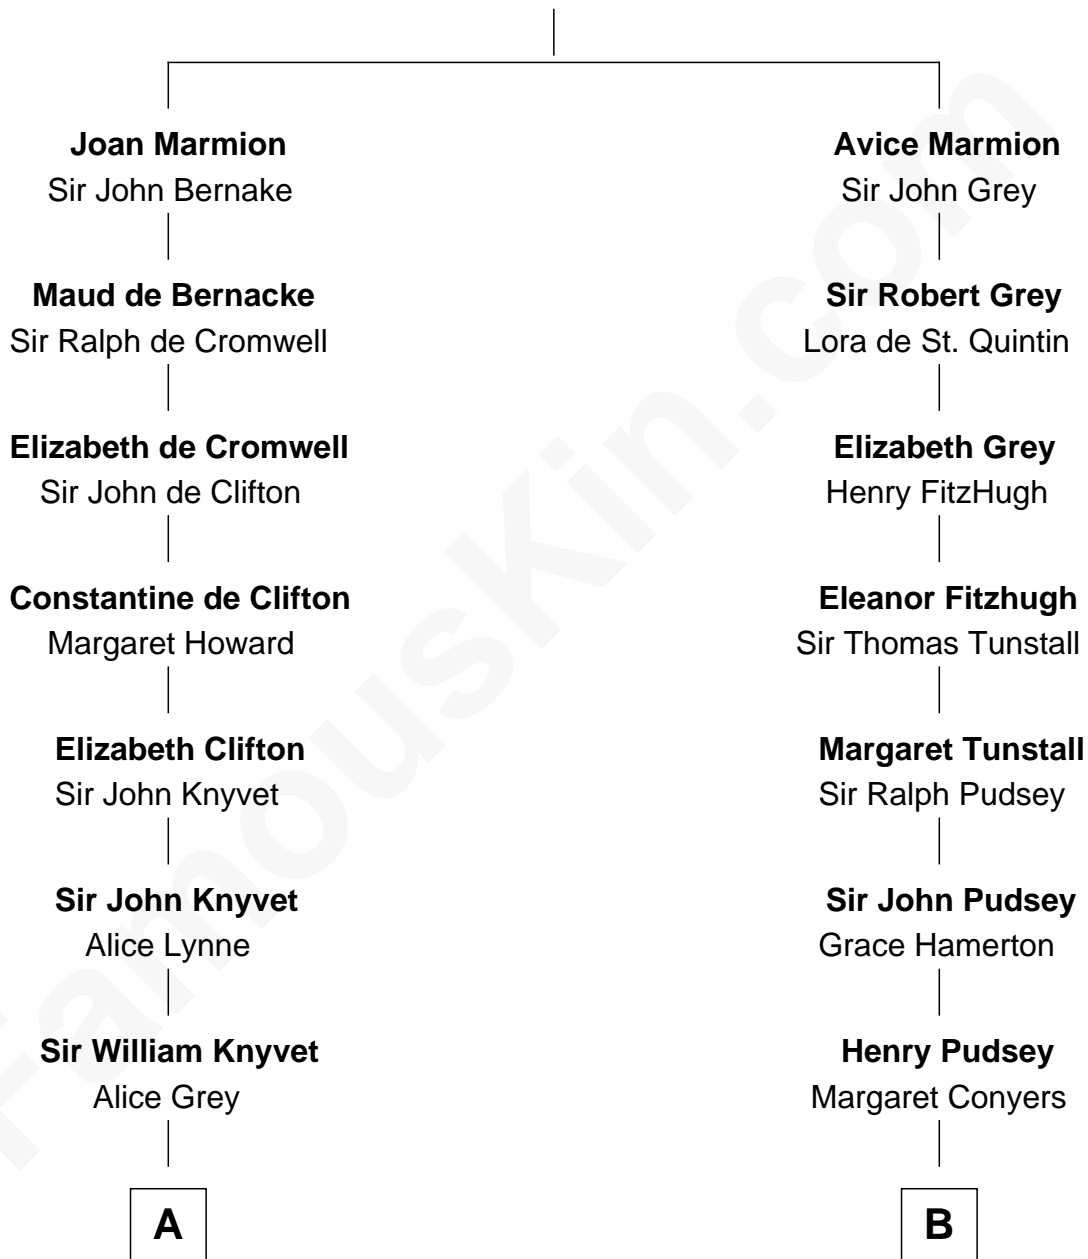 Joan Marmion
Sir John Bernake
Maud de Bernacke
Sir Ralph de Cromwell
Elizabeth de Cromwell
Sir John de Clifton
Constantine de Clifton
Margaret Howard
Elizabeth Clifton
Sir John Knyvet
Sir John Knyvet
Alice Lynne
Sir William Knyvet
Alice Grey
A
Avice Marmion
Sir John Grey
Sir Robert Grey
Lora de St. Quintin
Elizabeth Grey
Henry FitzHugh
Eleanor Fitzhugh
Sir Thomas Tunstall
Margaret Tunstall
Sir Ralph Pudsey
Sir John Pudsey
Grace Hamerton
Henry Pudsey
Margaret Conyers
B
FamousKin.com